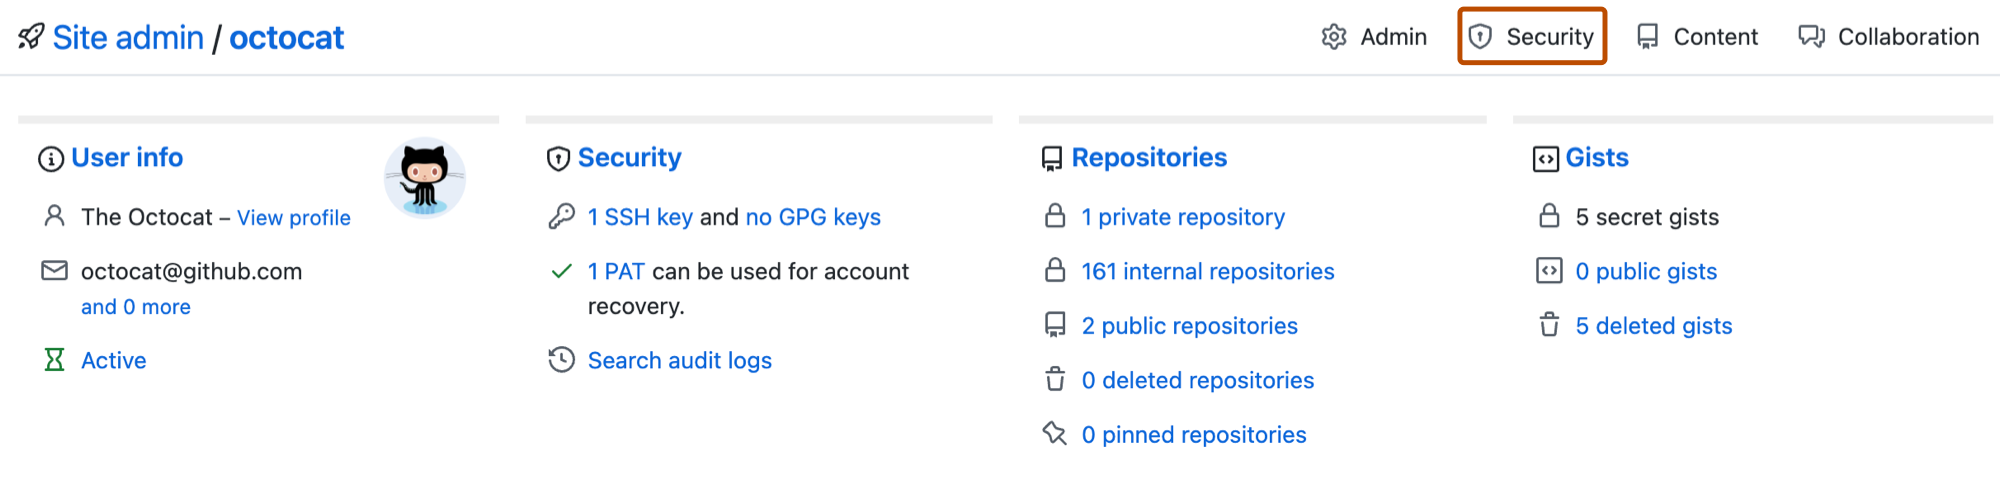 Site admin / octocat
Admin
Security
Content
Collaboration
User info
The Octocat – View profile
octocat@github.com
and 0 more
Active
Security
1 SSH key and no GPG keys
1 PAT can be used for account
recovery.
Search audit logs
Repositories
1 private repository
161 internal repositories
2 public repositories
0 deleted repositories
0 pinned repositories
Gists
5 secret gists
0 public gists
5 deleted gists